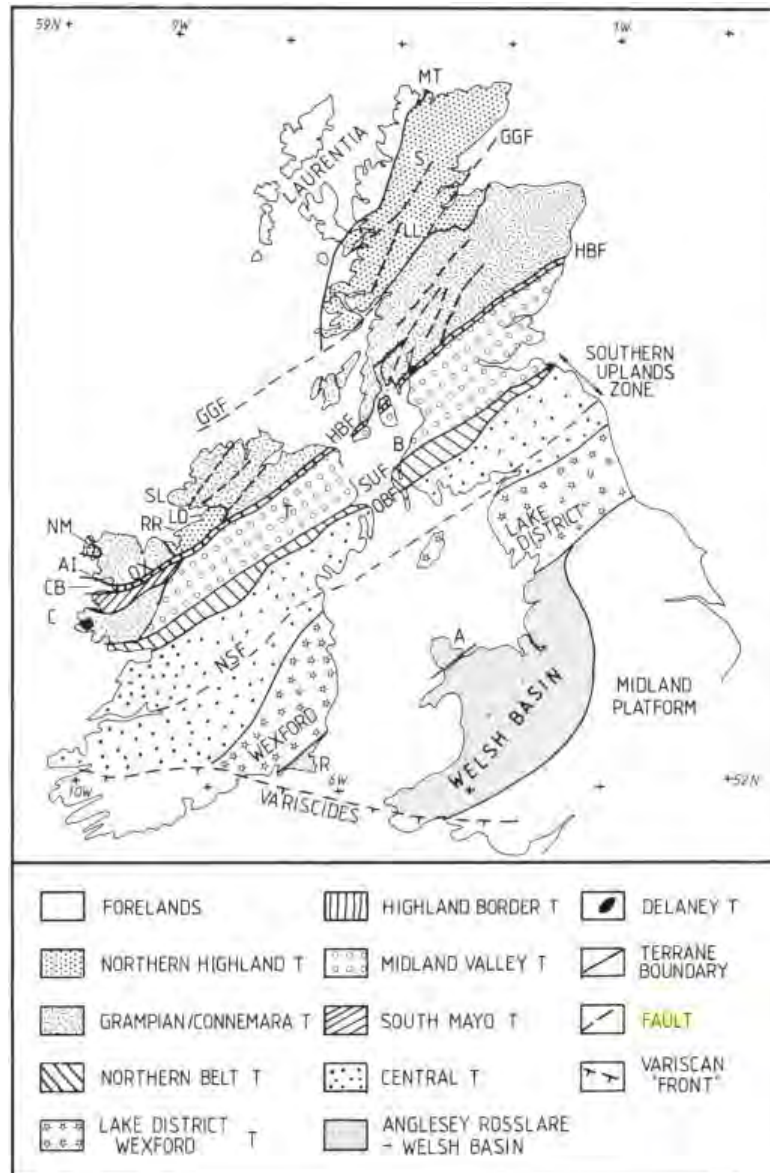 59N
9W
1W
MT
GGF
S
LAURENTIA
LL
HBF
SOUTHERN
UPLANDS
ZONE
GGF
HBF
B
SUF
OBF
SL
LD
RR
T
NM
LAKE
DISTRICT
AI
OX
CB
C
NSF
A
WELSH BASIN
MIDLAND
PLATFORM
WEXFORD
R
10W
6W
52N
VARISCIDES
FORELANDS
HIGHLAND BORDER T
DELANEY T
NORTHERN HIGHLAND T
MIDLAND VALLEY T
TERRANE
BOUNDARY
GRAMPIAN/CONNEMARA T
SOUTH MAYO T
FAULT
NORTHERN BELT T
CENTRAL T
VARISCAN
"FRONT"
LAKE DISTRICT
WEXFORD T
ANGLESEY ROSSLARE
- WELSH BASIN